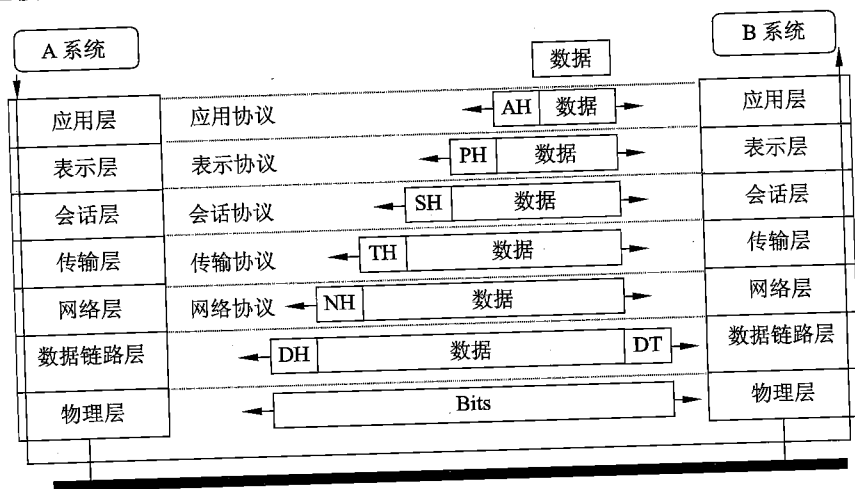 A 系统
B 系统
数据
应用层 应用协议 AH 数据 应用层
表示层 表示协议 PH 数据 表示层
会话层 会话协议 SH 数据 会话层
传输层 传输协议 TH 数据 传输层
网络层 网络协议 NH 数据 网络层
数据链路层 DH 数据 DT 数据链路层
物理层 Bits 物理层